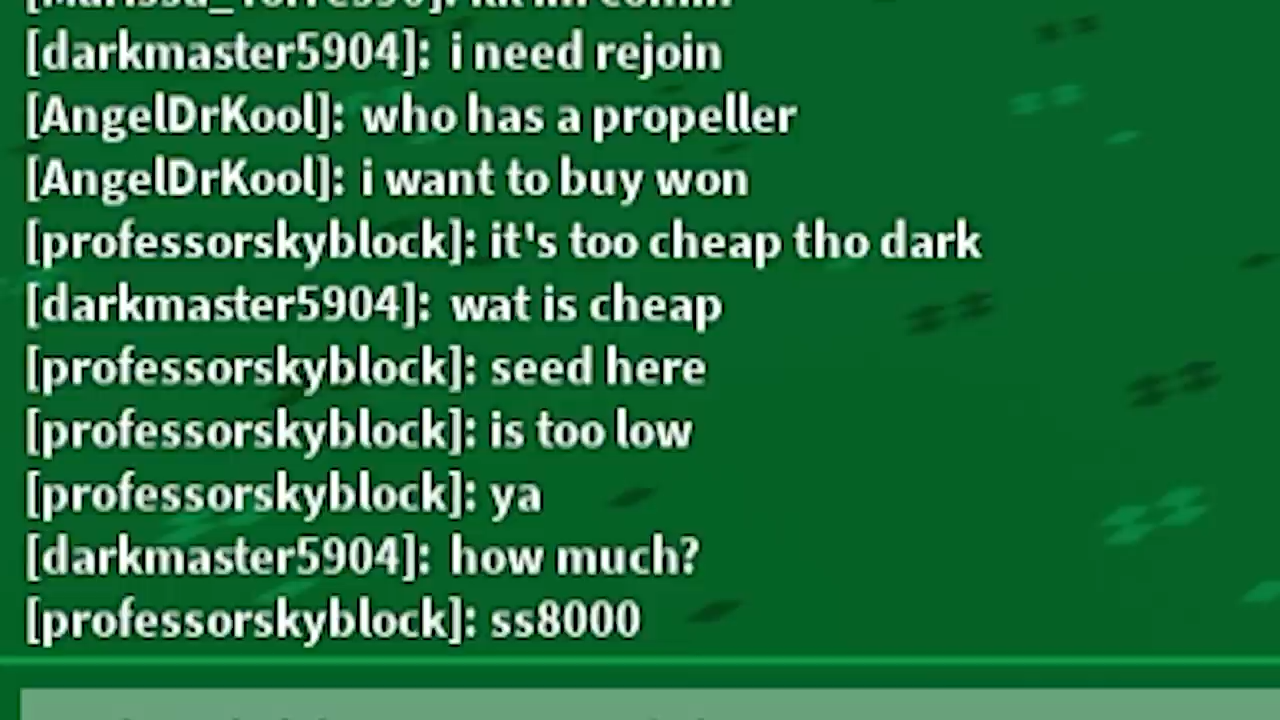 [darkmaster5904]: i need rejoin
[AngelDrKool]: who has a propeller
[AngelDrKool]: i want to buy won
[professorskyblock]: it's too cheap tho dark
[darkmaster5904]: wat is cheap
[professorskyblock]: seed here
[professorskyblock]: is too low
[professorskyblock]: ya
[darkmaster5904]: how much?
[professorskyblock]: ss8000